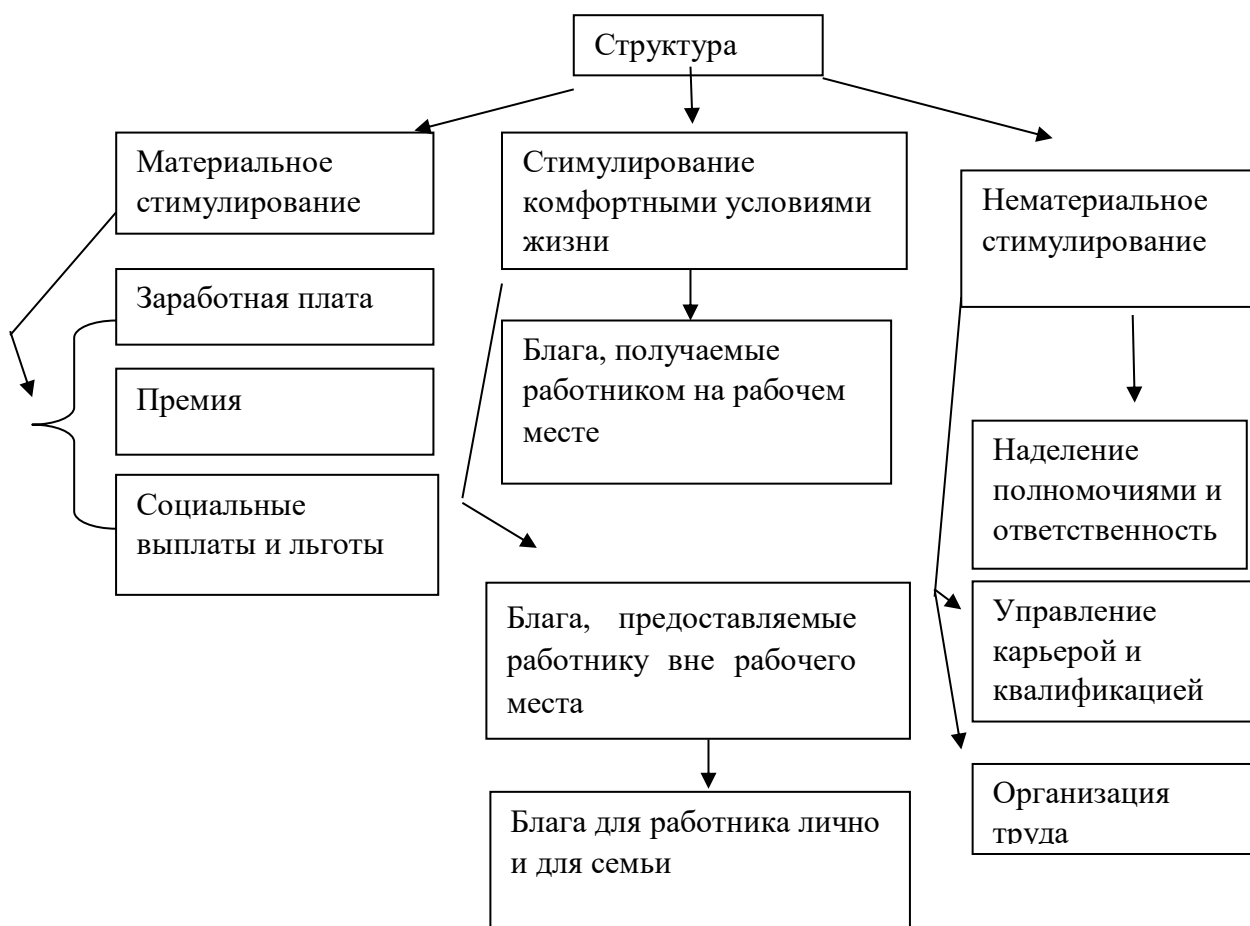 Структура
Материальное
стимулирование
Стимулирование
комфортными условиями
жизни
Нематериальное
стимулирование
Заработная плата
Премия
Социальные
выплаты и льготы
Блага, получаемые
работником на рабочем
месте
Блага, предоставляемые
работнику вне рабочего
места
Блага для работника лично
и для семьи
Наделение
полномочиями и
ответственность
Управление
карьерой и
квалификацией
Организация
труда